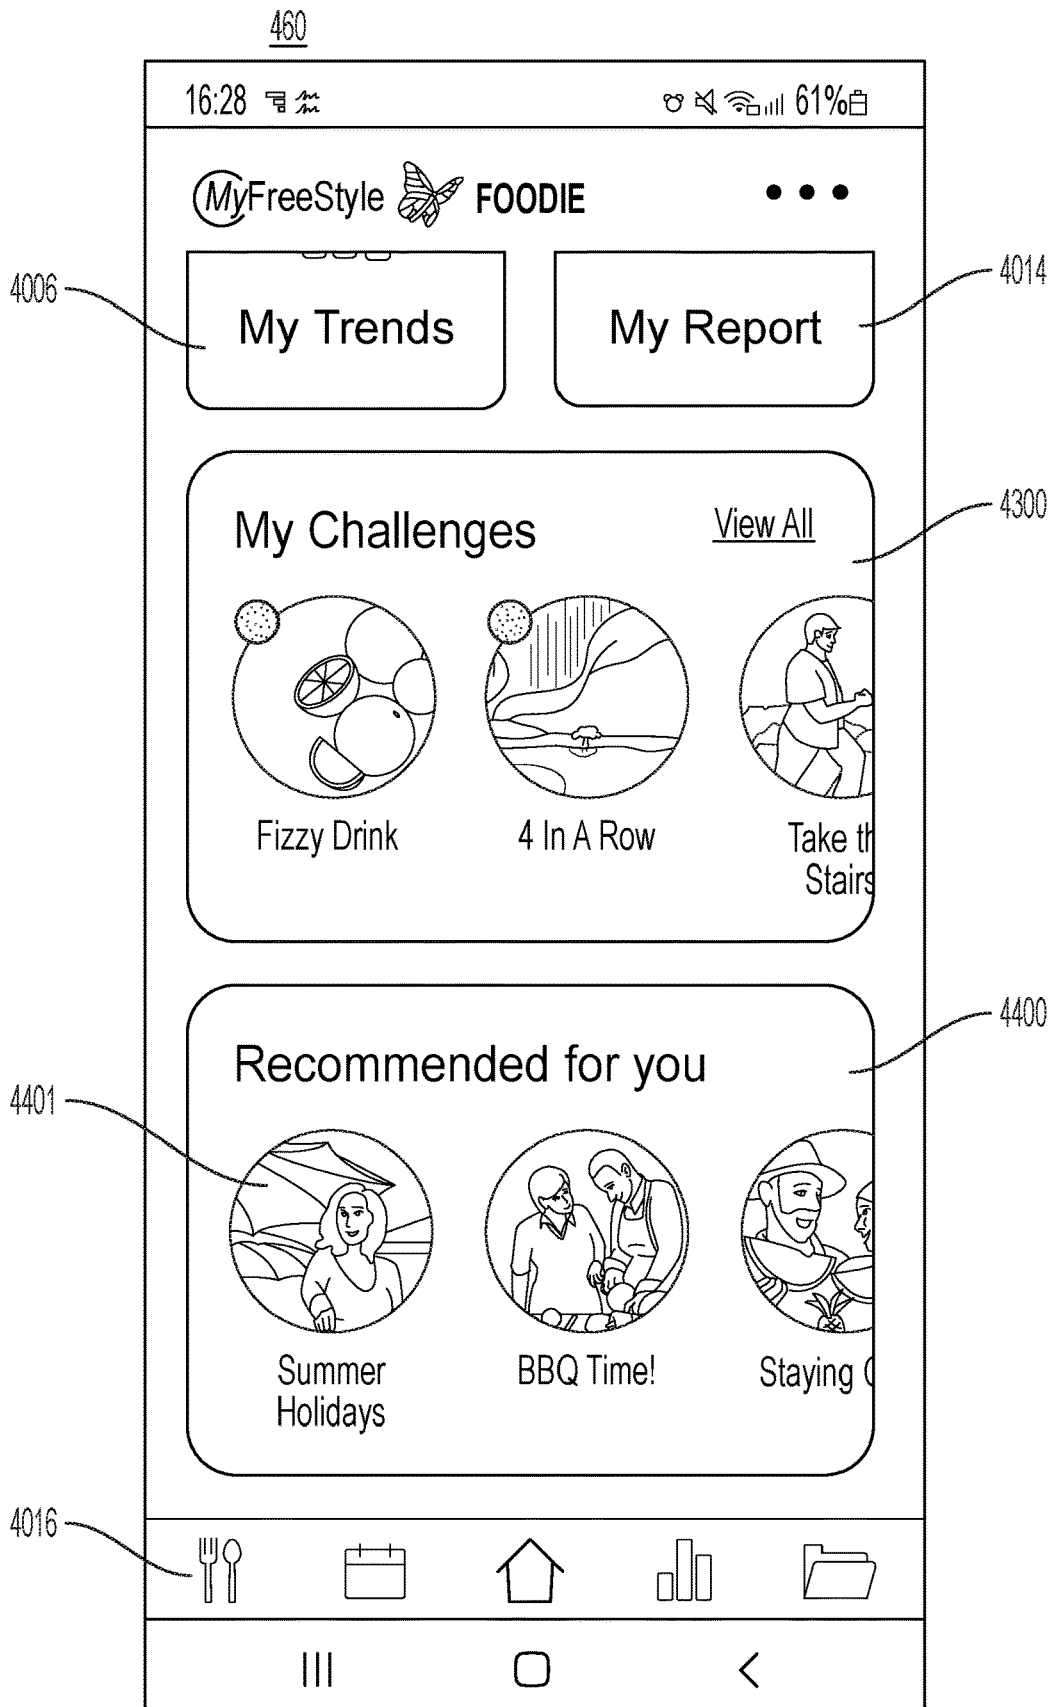 460
16:28 61%
MyFreeStyle FOODIE
4006
4014
My Trends
My Report
4300
My Challenges
View All
Fizzy Drink
4 In A Row
Take th
Stairs
4400
Recommended for you
4401
Summer
Holidays
BBQ Time!
Staying
4016